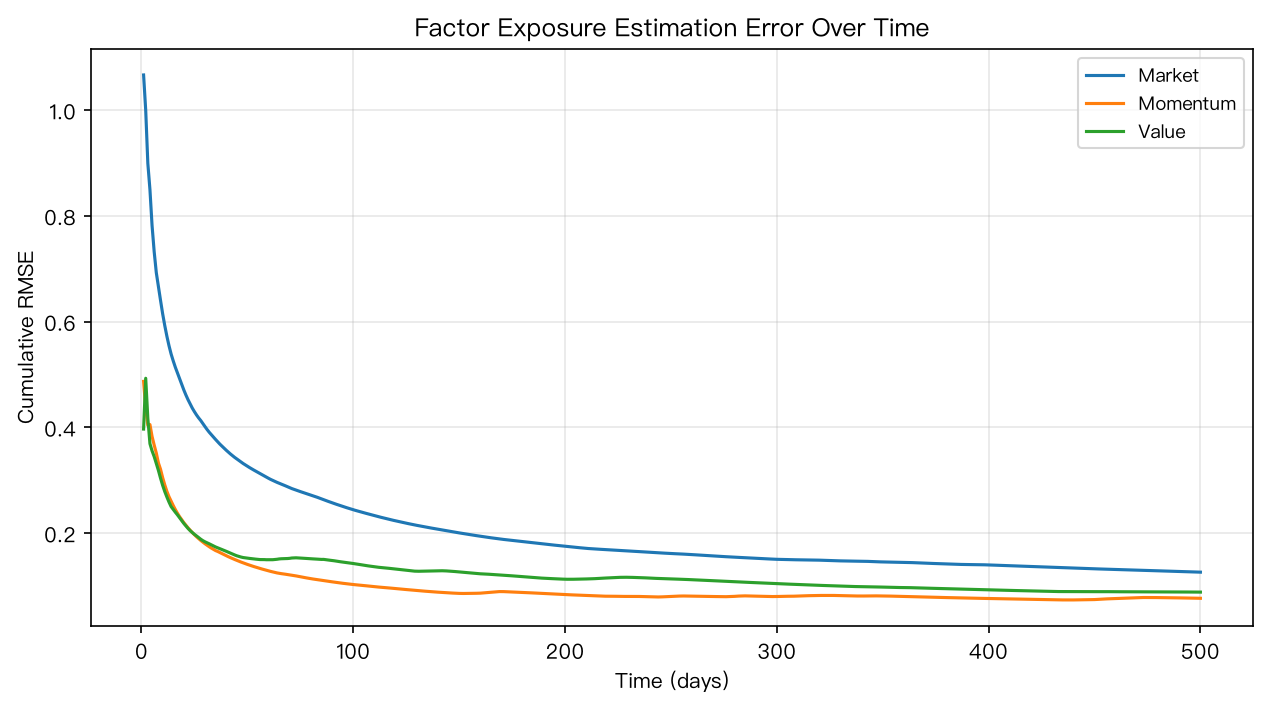 Factor Exposure Estimation Error Over Time
Market
Momentum
Value
Cumulative RMSE
1.0
0.8
0.6
0.4
0.2
0 100 200 300 400 500
Time (days)